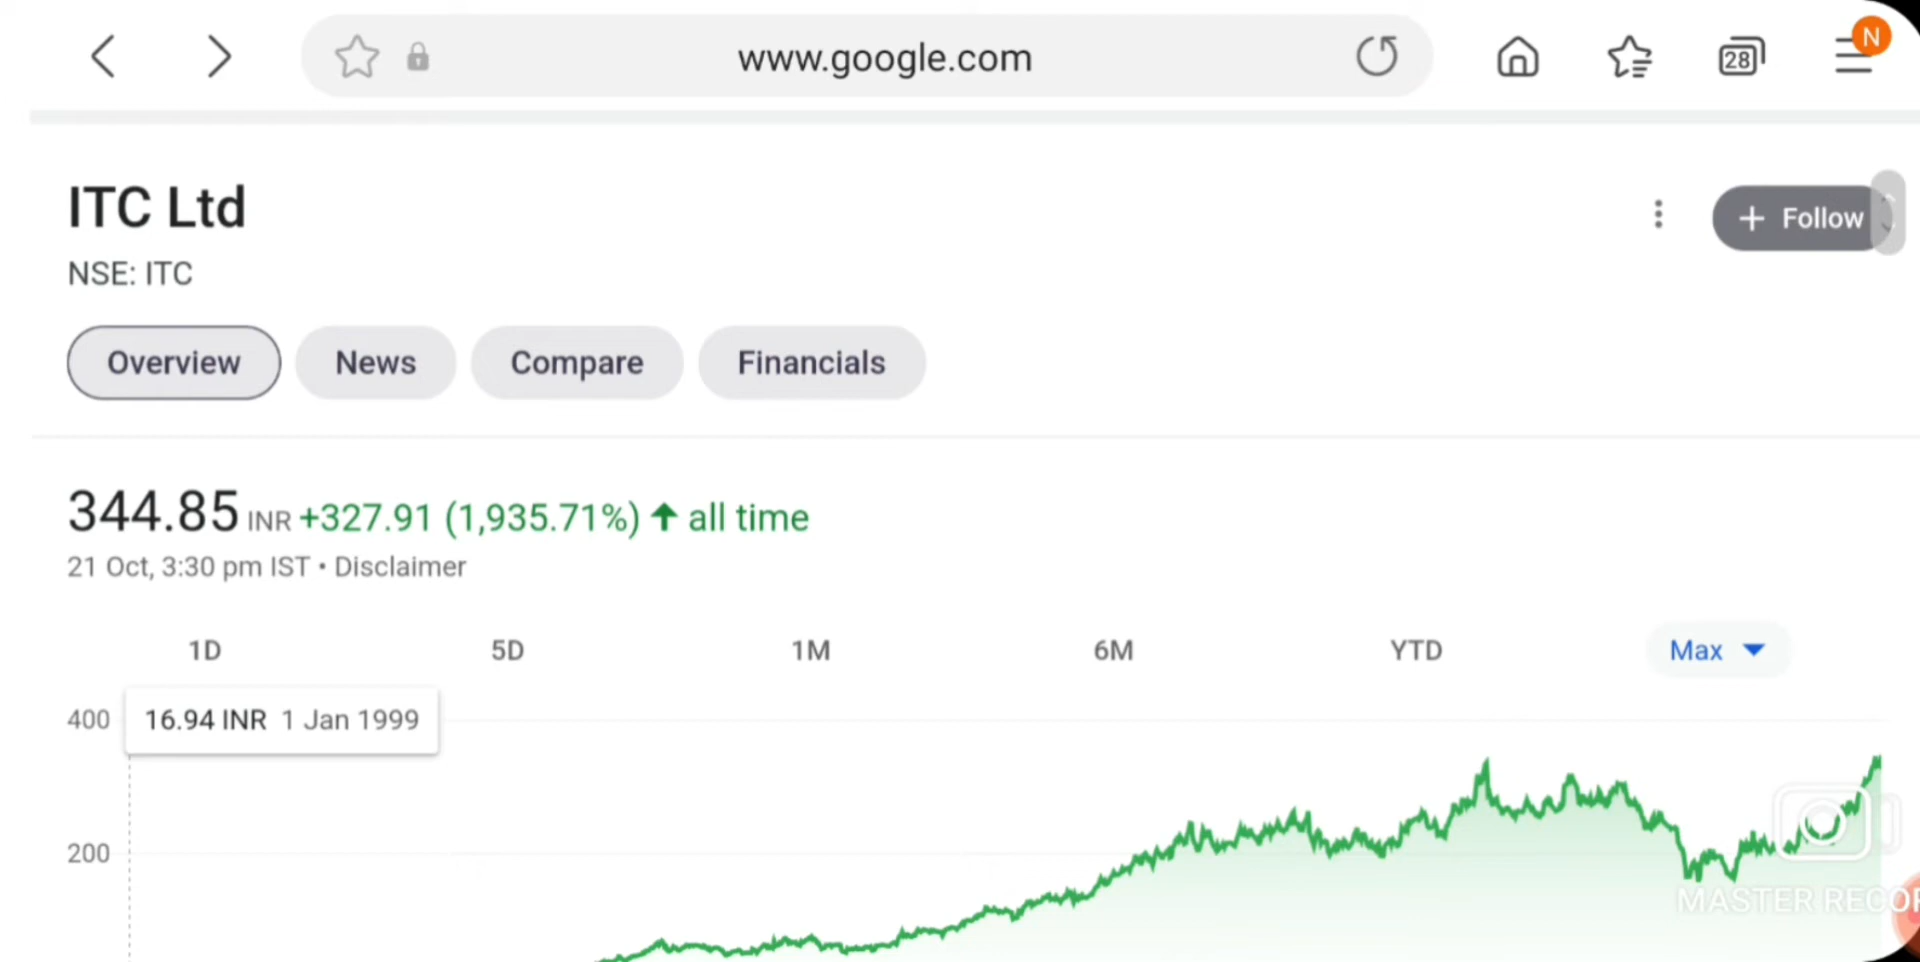 www.google.com
28
N
ITC Ltd
NSE: ITC
Follow
Overview
News
Compare
Financials
344.85 INR +327.91 (1,935.71%) ↑ all time
21 Oct, 3:30 pm IST • Disclaimer
1D
5D
1M
6M
YTD
Max
400
16.94 INR 1 Jan 1999
200
MASTER RECOR